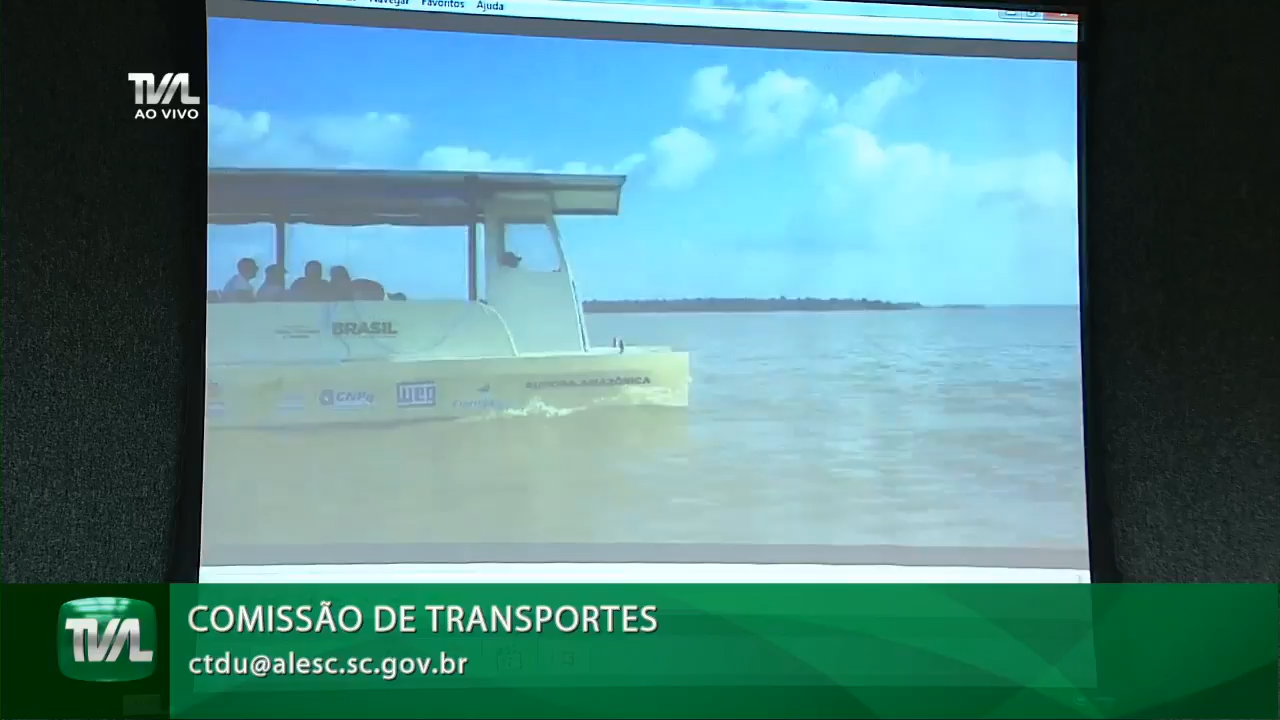 Navegar Favoritos Ajuda
TVAL
AO VIVO
BRASIL
CNPq
WEG
AURORA AMAZÔNICA
TVAL
COMISSÃO DE TRANSPORTES
ctdu@alesc.sc.gov.br